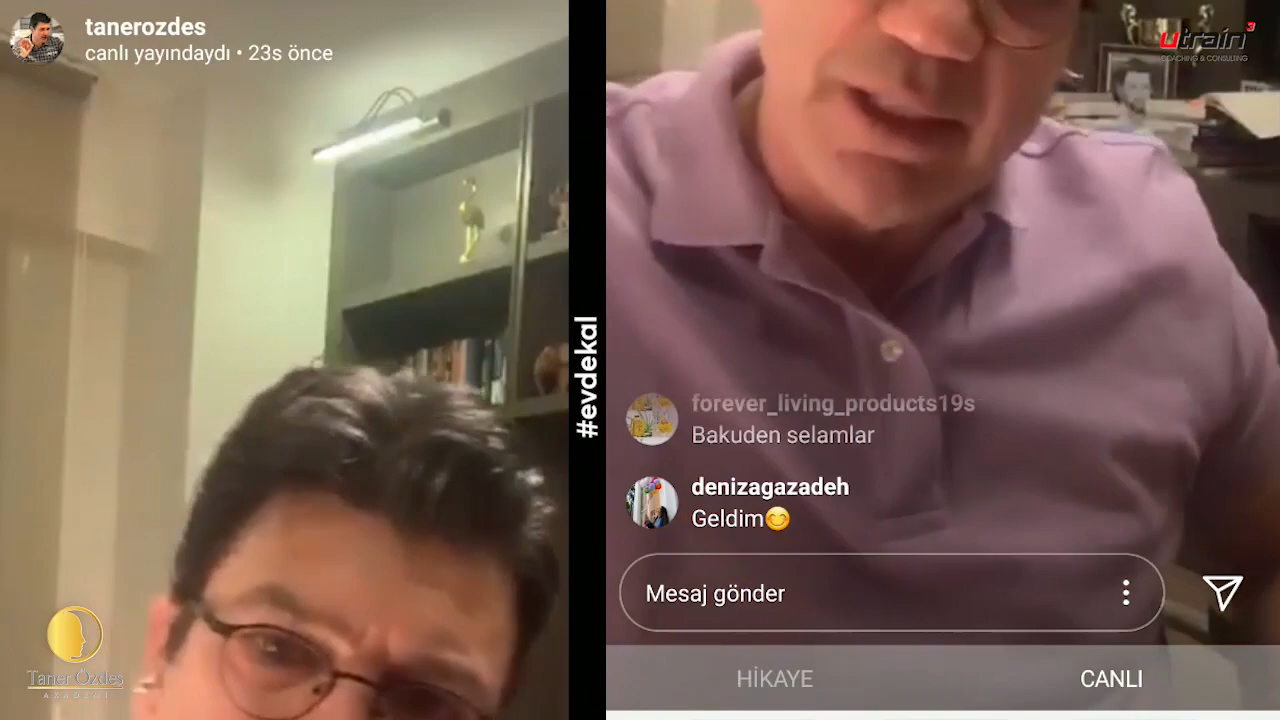 tanerozdes
canlı yayındaydı • 23s önce
#evdekal
utrain³
COACHING & CONSULTING
forever_living_products19s
Bakuden selamlar
denizagazadeh
Geldim😊
Mesaj gönder
HİKAYE
CANLI
Taner Özdeş
AKADEMİ